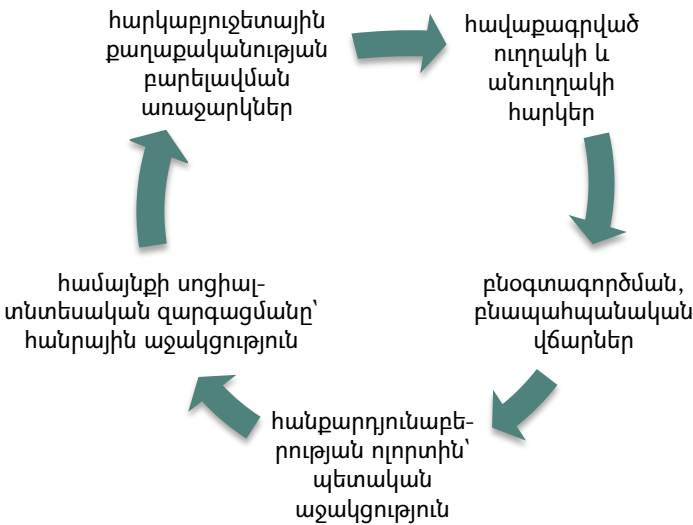 հարկաբյուջետային
քաղաքականության
բարելավման
առաջարկներ
հավաքագրված
ուղղակի և
անուղղակի
հարկեր
բնօգտագործման,
բնապահպանական
վճարներ
հանքարդյունաբե-
րության ոլորտին՝
պետական
աջակցություն
համայնքի սոցիալ-
տնտեսական զարգացմանը՝
հանրային աջակցություն